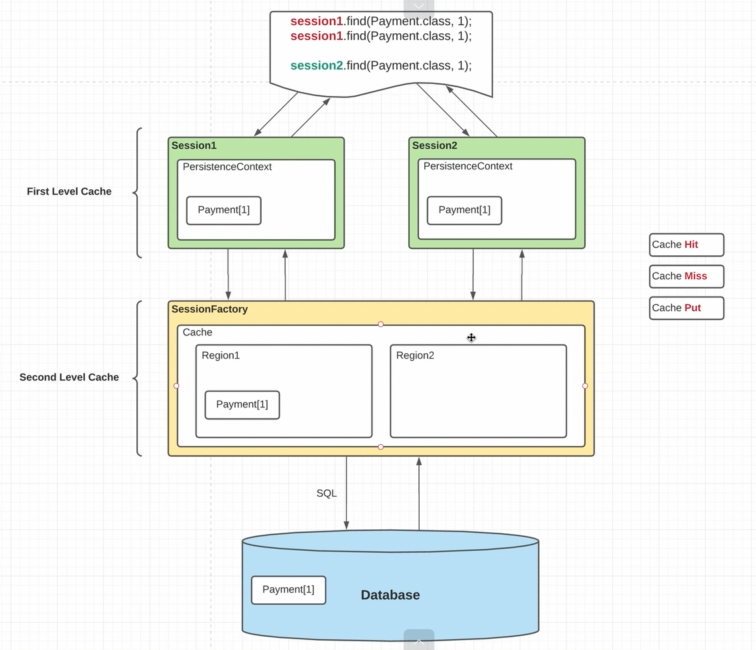 session1.find(Payment.class, 1);
session1.find(Payment.class, 1);
session2.find(Payment.class, 1);
Session1
PersistenceContext
Payment[1]
Session2
PersistenceContext
Payment[1]
First Level Cache
Cache Hit
Cache Miss
Cache Put
SessionFactory
Cache
Region1
Payment[1]
Region2
Second Level Cache
SQL
Payment[1]
Database